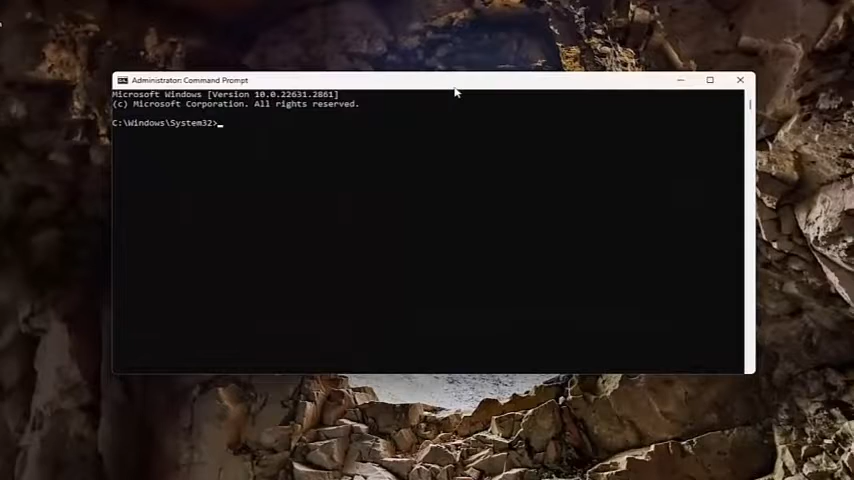 Administrator: Command Prompt
Microsoft Windows [Version 10.0.22631.2861]
(c) Microsoft Corporation. All rights reserved.
C:\Windows\System32>